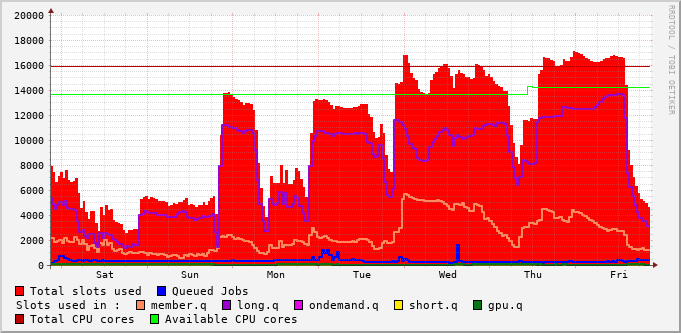 RRDTOOL / TOBI OETIKER
20000
18000
16000
14000
12000
10000
8000
6000
4000
2000
0
Sat Sun Mon Tue Wed Thu Fri
Total slots used Queued Jobs
Slots used in : member.q long.q ondemand.q short.q gpu.q
Total CPU cores Available CPU cores